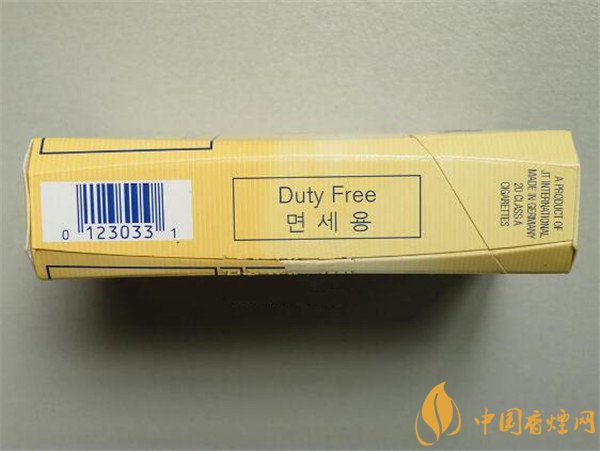 0 123033 1
Duty Free
면 세 용
A PRODUCT OF
JT INTERNATIONAL
MADE IN GERMANY
20 CLASS A
CIGARETTES
中国香烟网